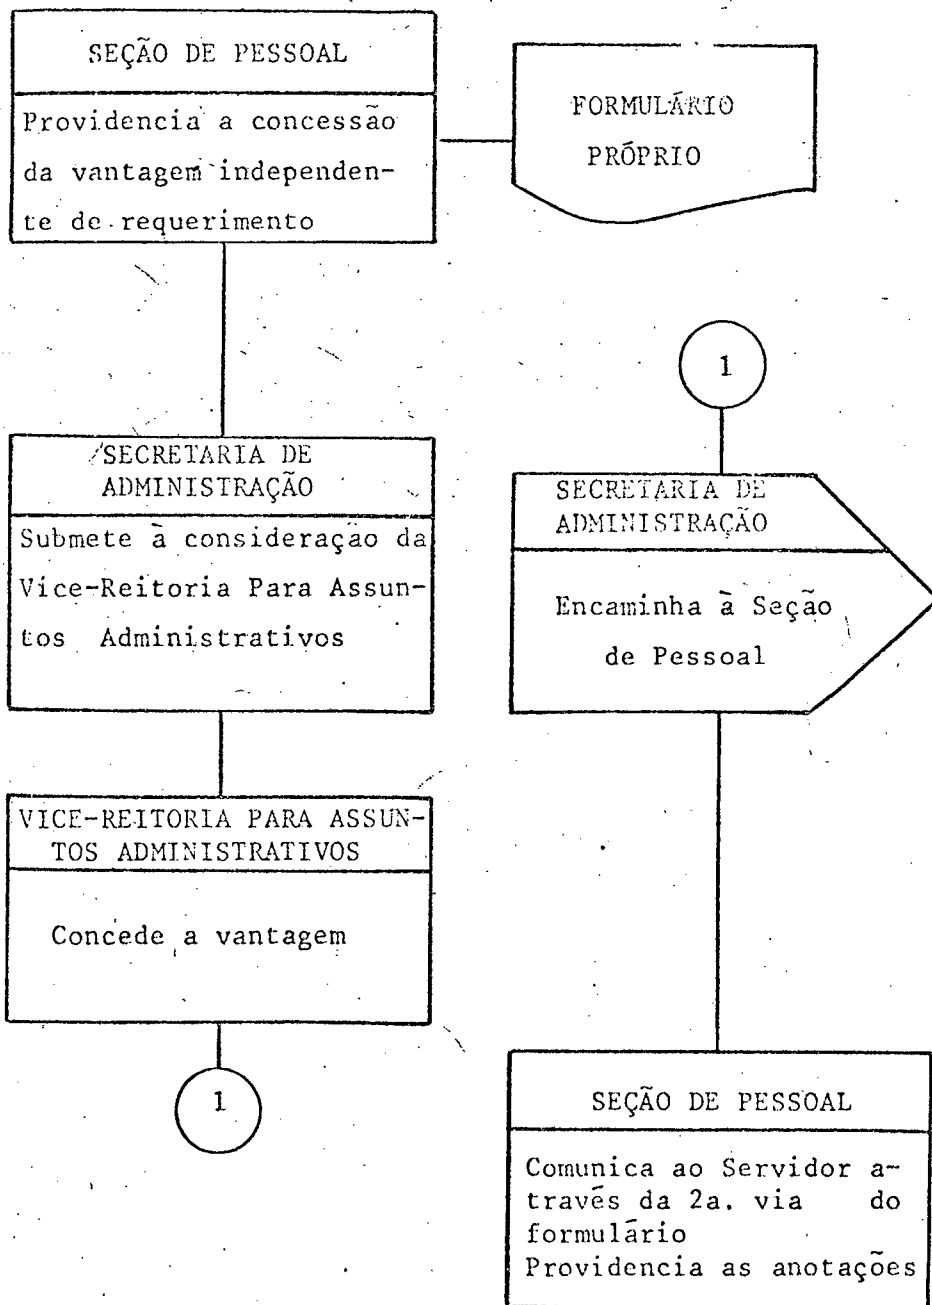 SEÇÃO DE PESSOAL
Providencia a concessão
da vantagem independen-
te de requerimento
FORMULÁRIO
PRÓPRIO
SECRETARIA DE
ADMINISTRAÇÃO
Submete à consideração da
Vice-Reitoria Para Assun-
tos Administrativos
VICE-REITORIA PARA ASSUN-
TOS ADMINISTRATIVOS
Concede a vantagem
1
1
SECRETARIA DE
ADMINISTRAÇÃO
Encaminha à Seção
de Pessoal
SEÇÃO DE PESSOAL
Comunica ao Servidor a-
través da 2a. via do
formulário
Providencia as anotações